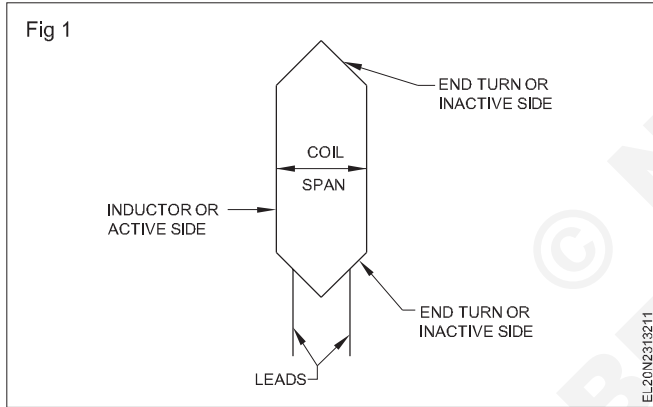 Fig 1
END TURN OR
INACTIVE SIDE
COIL
SPAN
INDUCTOR OR
ACTIVE SIDE
END TURN OR
INACTIVE SIDE
LEADS
EL20N2313211
©